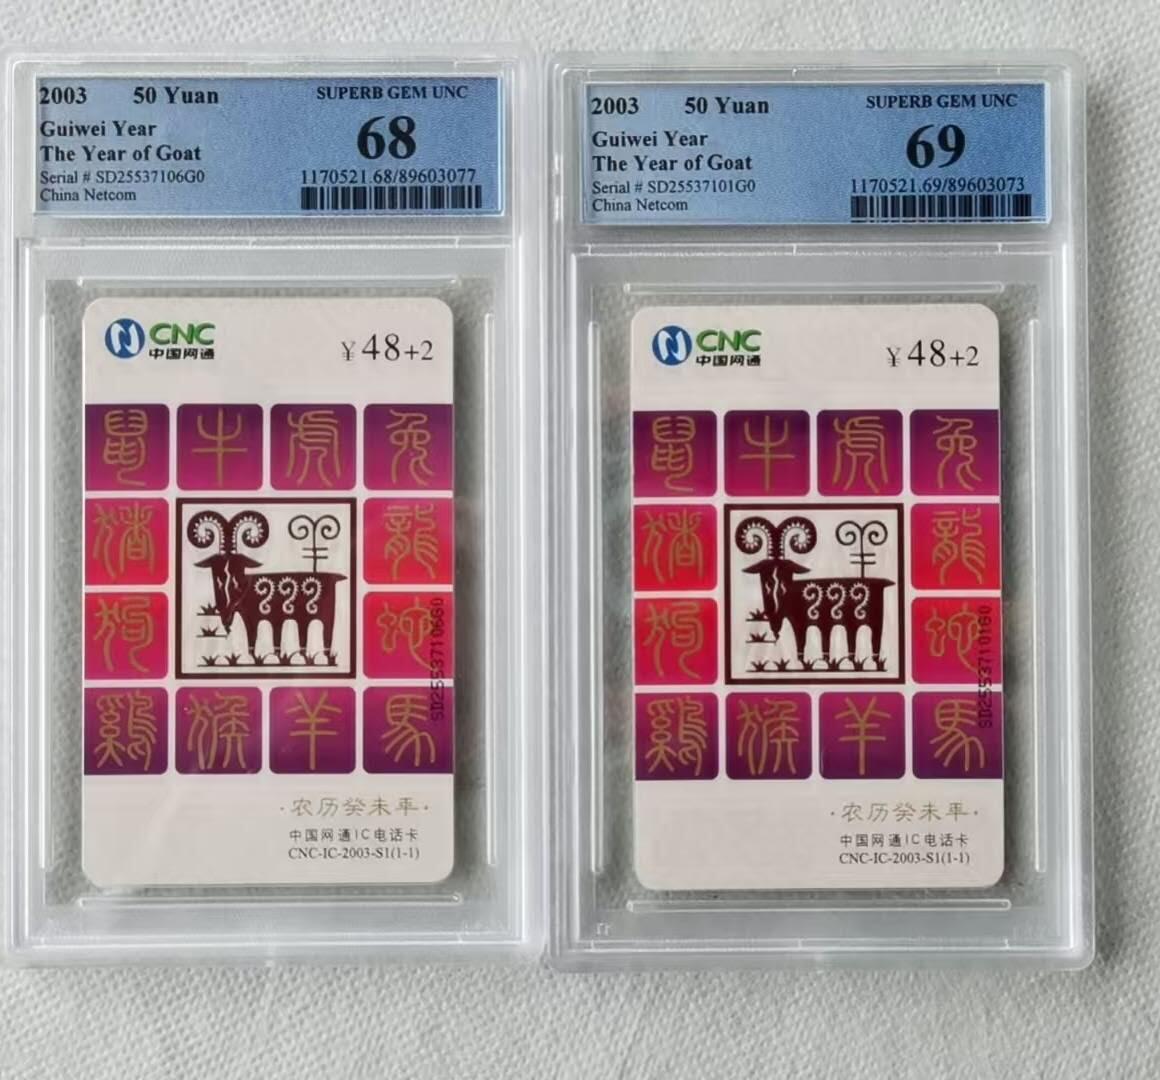 2003 50 Yuan
SUPERB GEM UNC
Guiwei Year
68
The Year of Goat
Serial # SD25537106G0
1170521.68/89603077
China Netcom
CNC
中国网通
¥48+2
鼠 牛 虎 兔
猪 龍
狗 蛇
鷄 猴 羊 馬
SD25537106G0
·农历癸未年·
中国网通IC电话卡
CNC-IC-2003-S1(1-1)
2003 50 Yuan
SUPERB GEM UNC
Guiwei Year
69
The Year of Goat
Serial # SD25537101G0
1170521.69/89603073
China Netcom
CNC
中国网通
¥48+2
鼠 牛 虎 兔
猪 龍
狗 蛇
鷄 猴 羊 馬
SD25537101G0
·农历癸未年·
中国网通IC电话卡
CNC-IC-2003-S1(1-1)